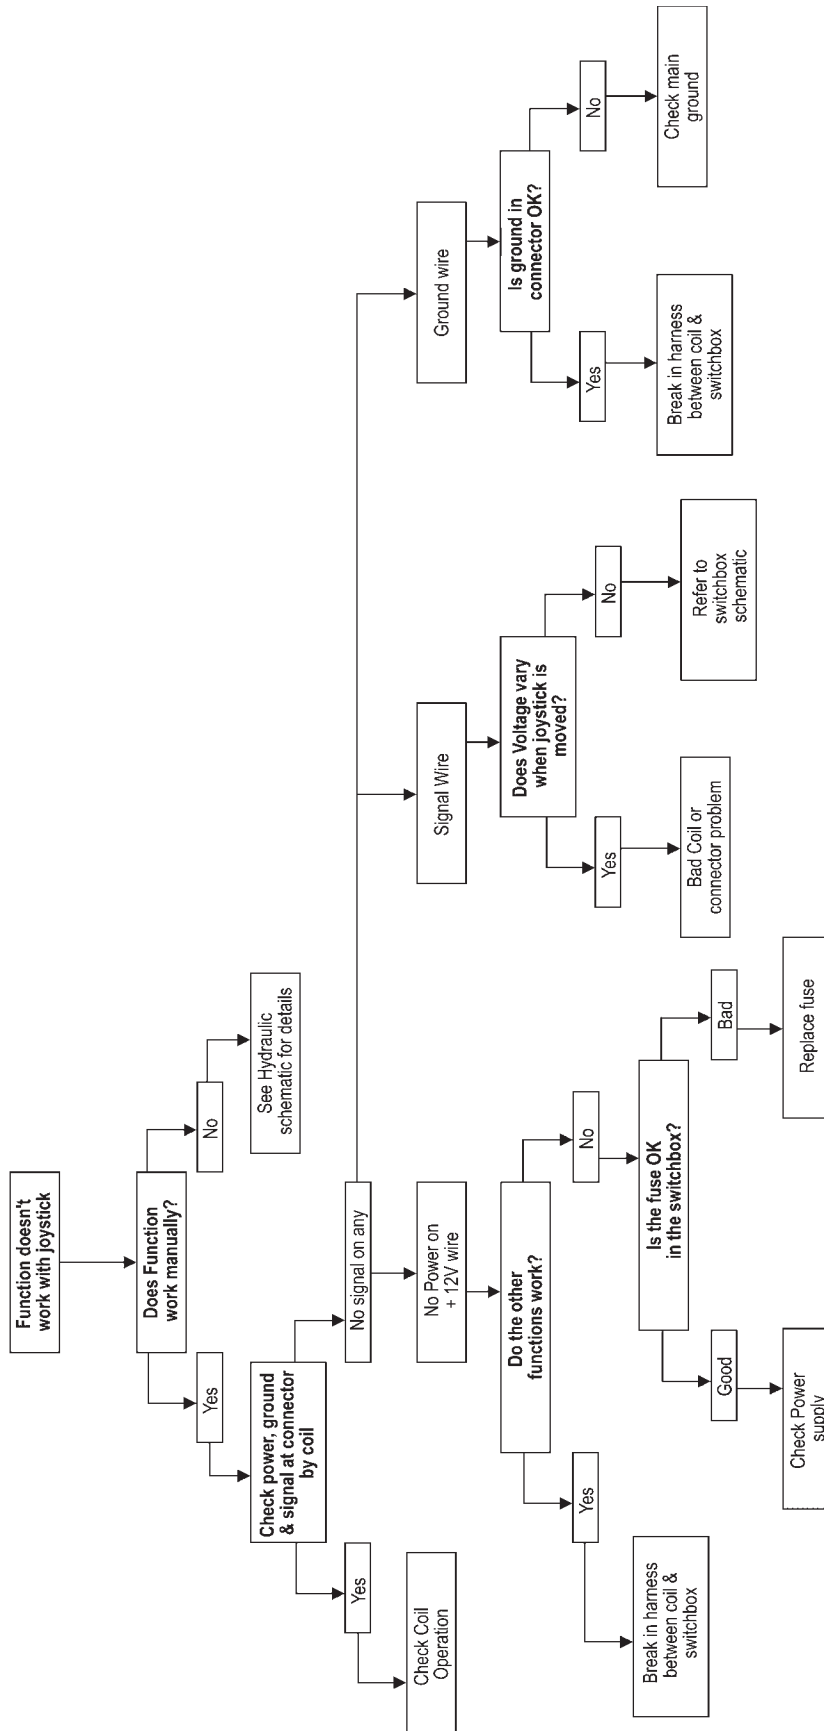 Function doesn't
work with joystick
Does Function
work manually?
Yes
No
See Hydraulic
schematic for details
Check power, ground
& signal at connector
by coil
Yes
Check Coil
Operation
No signal on any
No Power on
+ 12V wire
Signal Wire
Ground wire
Do the other
functions work?
Yes
Break in harness
between coil &
switchbox
No
Is the fuse OK
in the switchbox?
Good
Check Power
supply
Bad
Replace fuse
Does Voltage vary
when joystick is
moved?
Yes
Bad Coil or
connector problem
No
Refer to
switchbox
schematic
Is ground in
connector OK?
Yes
Break in harness
between coil &
switchbox
No
Check main
ground